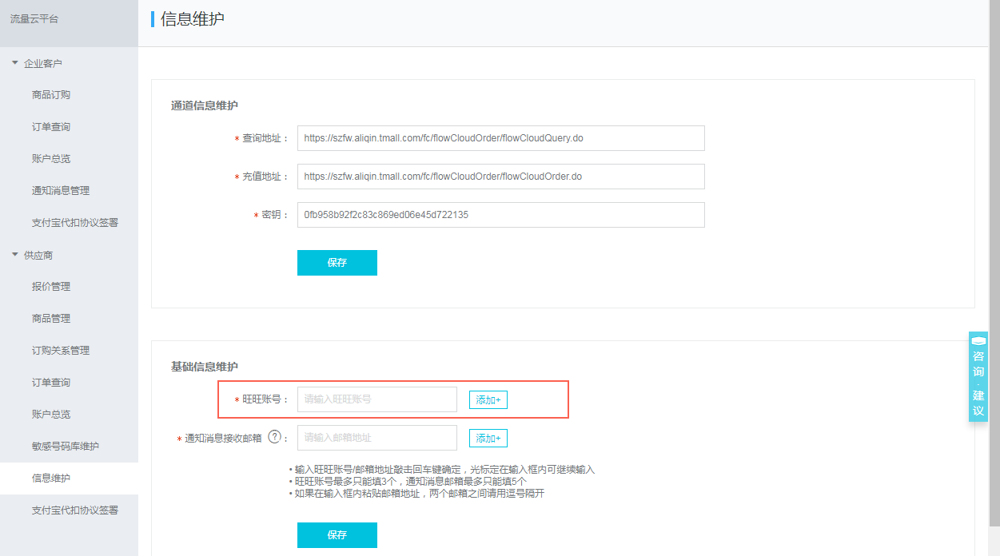 流量云平台
信息维护
企业客户
商品订购
订单查询
账户总览
通知消息管理
支付宝代扣协议签署
供应商
报价管理
商品管理
订购关系管理
订单查询
账户总览
敏感号码库维护
信息维护
支付宝代扣协议签署
通道信息维护
* 查询地址： https://szfw.aliqin.tmall.com/fc/flowCloudOrder/flowCloudQuery.do
* 充值地址： https://szfw.aliqin.tmall.com/fc/flowCloudOrder/flowCloudOrder.do
* 密钥： 0fb958b92f2c83c869ed06e45d722135
保存
基础信息维护
* 旺旺账号： 请输入旺旺账号 添加+
* 通知消息接收邮箱 ?： 请输入邮箱地址 添加+
• 输入旺旺账号/邮箱地址敲击回车键确定，光标定在输入框内可继续输入
• 旺旺账号最多只能填3个，通知消息邮箱最多只能填5个
• 如果在输入框内粘贴邮箱地址，两个邮箱之间请用逗号隔开
保存
咨询·建议